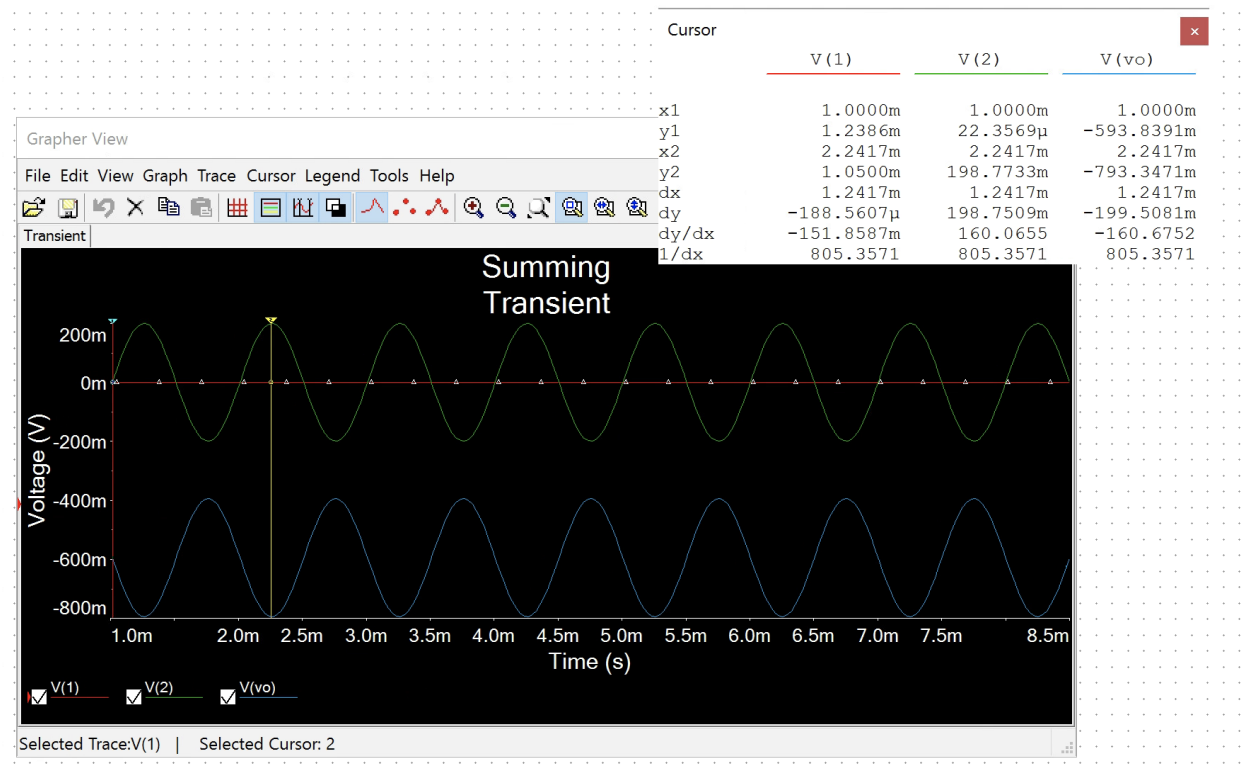 Cursor
×
V(1) V(2) V(vo)
x1 1.0000m 1.0000m 1.0000m
y1 1.2386m 22.3569µ -593.8391m
x2 2.2417m 2.2417m 2.2417m
y2 1.0500m 198.7733m -793.3471m
dx 1.2417m 1.2417m 1.2417m
dy -188.5607µ 198.7509m -199.5081m
dy/dx -151.8587m 160.0655 -160.6752
1/dx 805.3571 805.3571 805.3571
Grapher View
File Edit View Graph Trace Cursor Legend Tools Help
Transient
Summing
Transient
200m
0m
-200m
-400m
-600m
-800m
Voltage (V)
1.0m 2.0m 2.5m 3.0m 3.5m 4.0m 4.5m 5.0m 5.5m 6.0m 6.5m 7.0m 7.5m 8.5m
Time (s)
V(1) V(2) V(vo)
Selected Trace:V(1) | Selected Cursor: 2